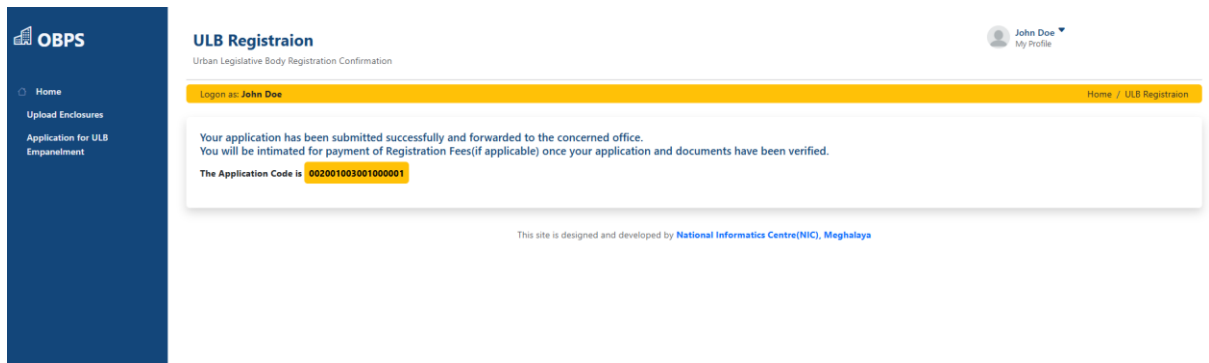 OBPS
Home
Upload Enclosures
Application for ULB
Empanelment
ULB Registraion
Urban Legislative Body Registration Confirmation
John Doe
My Profile
Logon as: John Doe
Home / ULB Registraion
Your application has been submitted successfully and forwarded to the concerned office.
You will be intimated for payment of Registration Fees(if applicable) once your application and documents have been verified.
The Application Code is 002001003001000001
This site is designed and developed by National Informatics Centre(NIC), Meghalaya